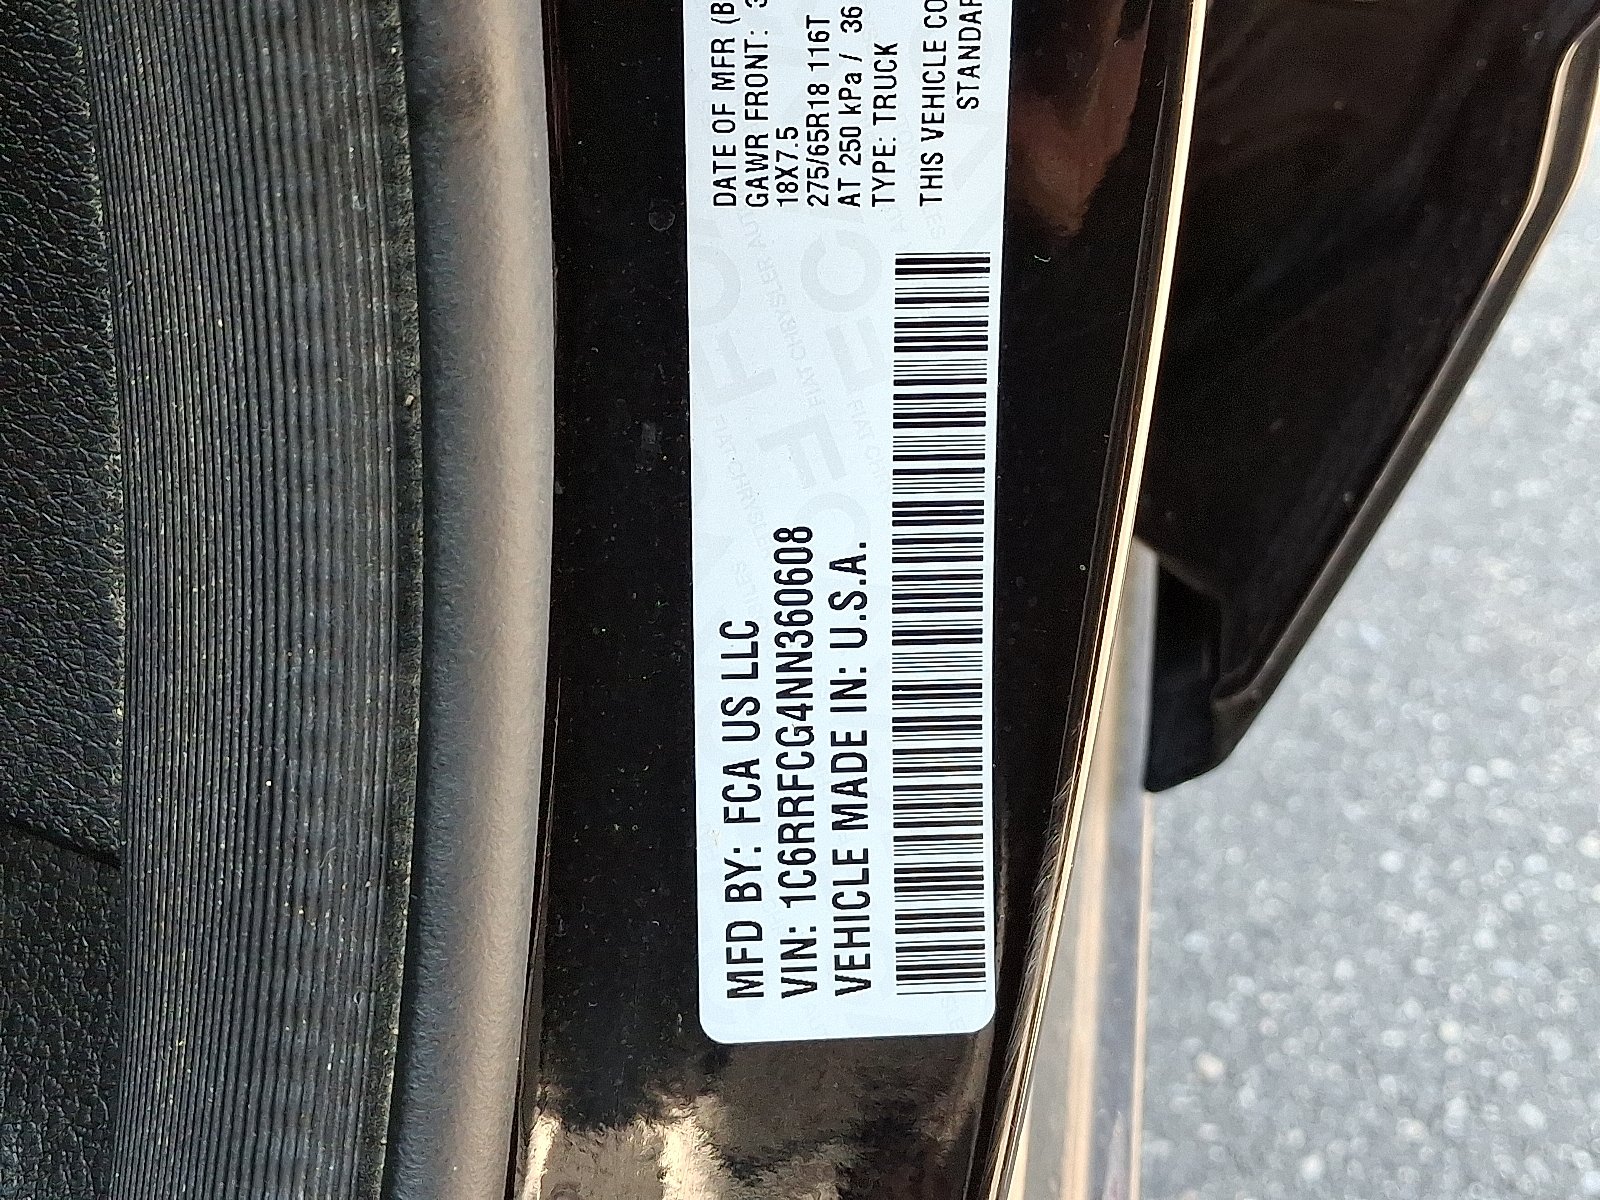 MFD BY: FCA US LLC
VIN: 1C6RRFCG4NN360608
VEHICLE MADE IN: U.S.A.
DATE OF MFR (B
GAWR FRONT: 3
18X7.5
275/65R18 116T
AT 250 kPa / 36
TYPE: TRUCK
THIS VEHICLE CO
STANDAR